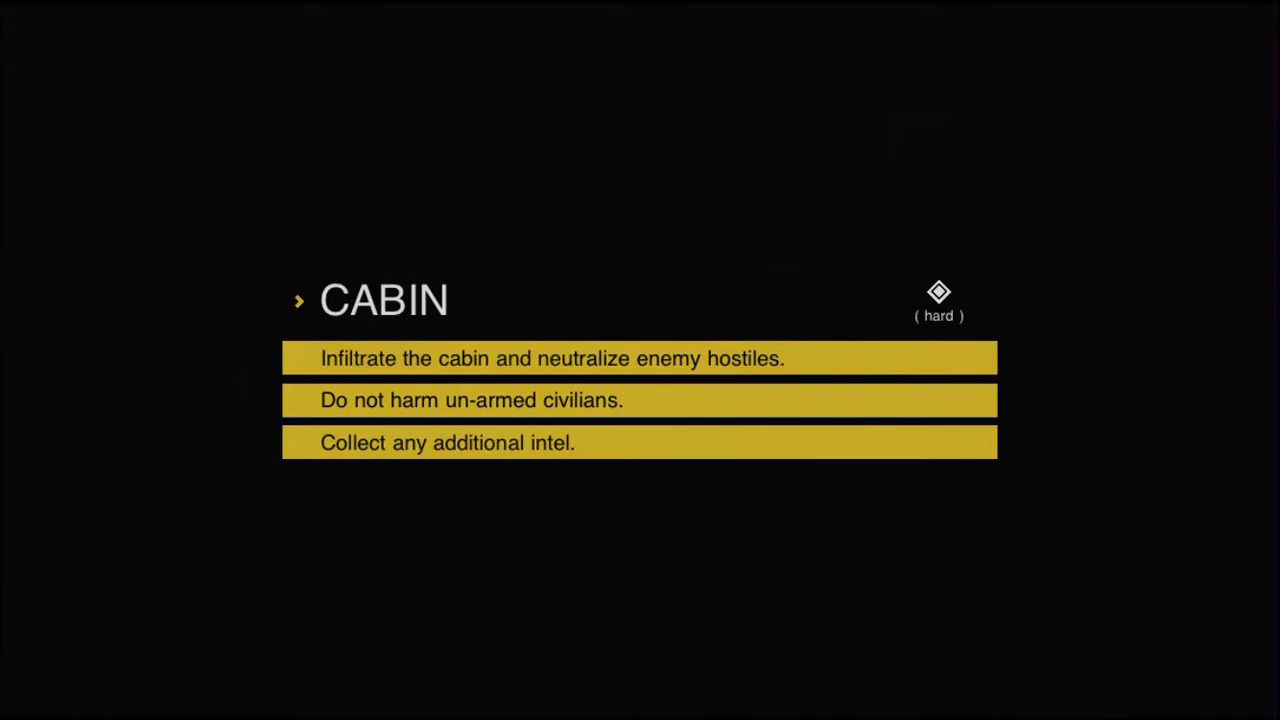 CABIN
( hard )
Infiltrate the cabin and neutralize enemy hostiles.
Do not harm un-armed civilians.
Collect any additional intel.